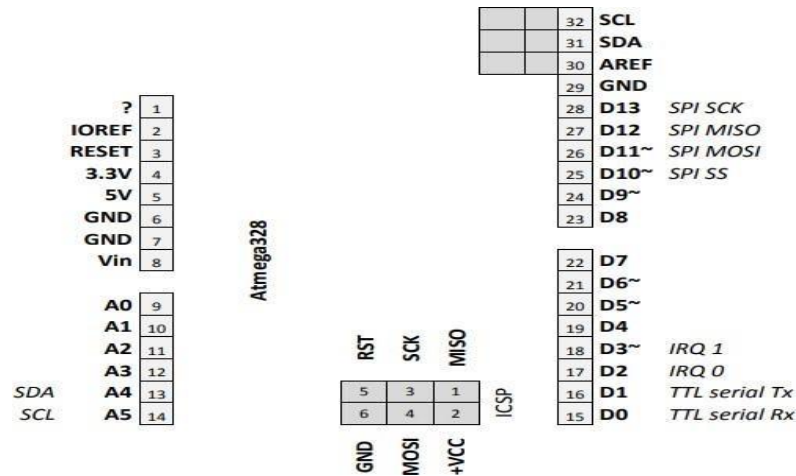 32 SCL
31 SDA
30 AREF
29 GND
28 D13 SPI SCK
27 D12 SPI MISO
26 D11~ SPI MOSI
25 D10~ SPI SS
24 D9~
23 D8
? 1
IOREF 2
RESET 3
3.3V 4
5V 5
GND 6
GND 7
Vin 8
Atmega328
22 D7
21 D6~
20 D5~
19 D4
18 D3~ IRQ 1
17 D2 IRQ 0
16 D1 TTL serial Tx
15 D0 TTL serial Rx
A0 9
A1 10
A2 11
A3 12
SDA A4 13
SCL A5 14
RST SCK MISO
5 3 1
6 4 2
ICSP
GND MOSI +VCC